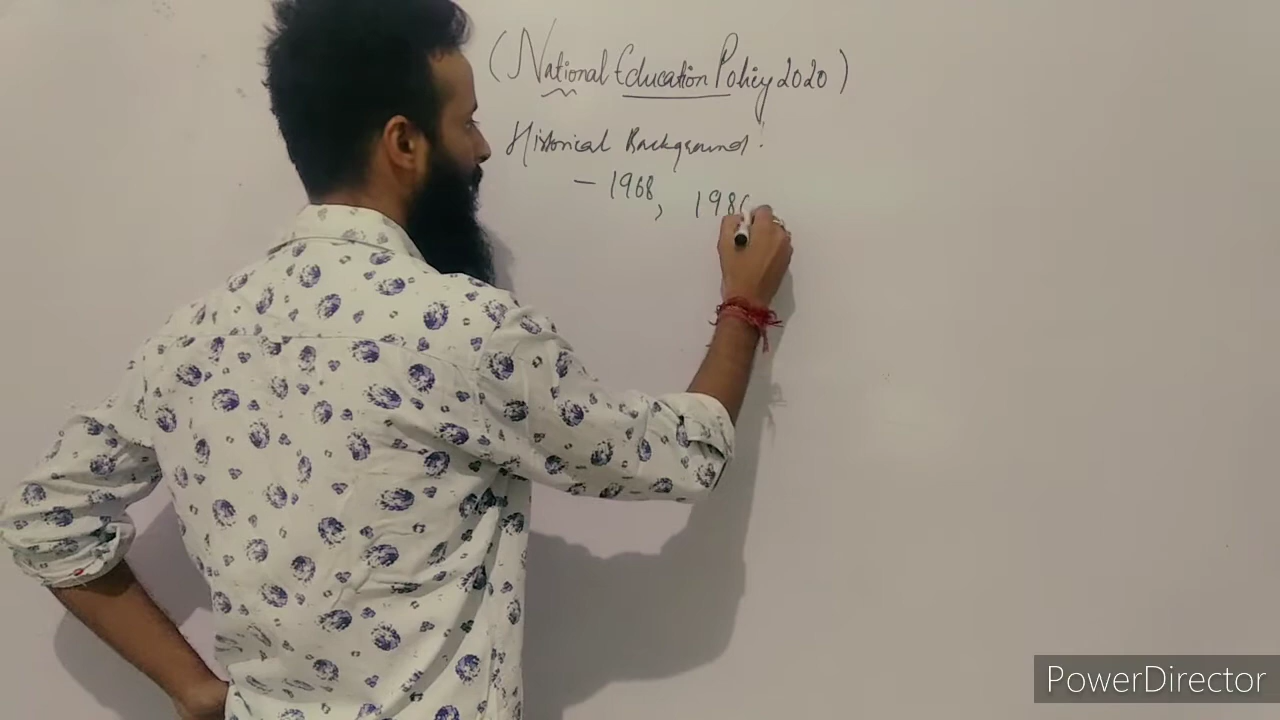 (National Education Policy 2020)
Historical Background:
– 1968, 198
PowerDirector